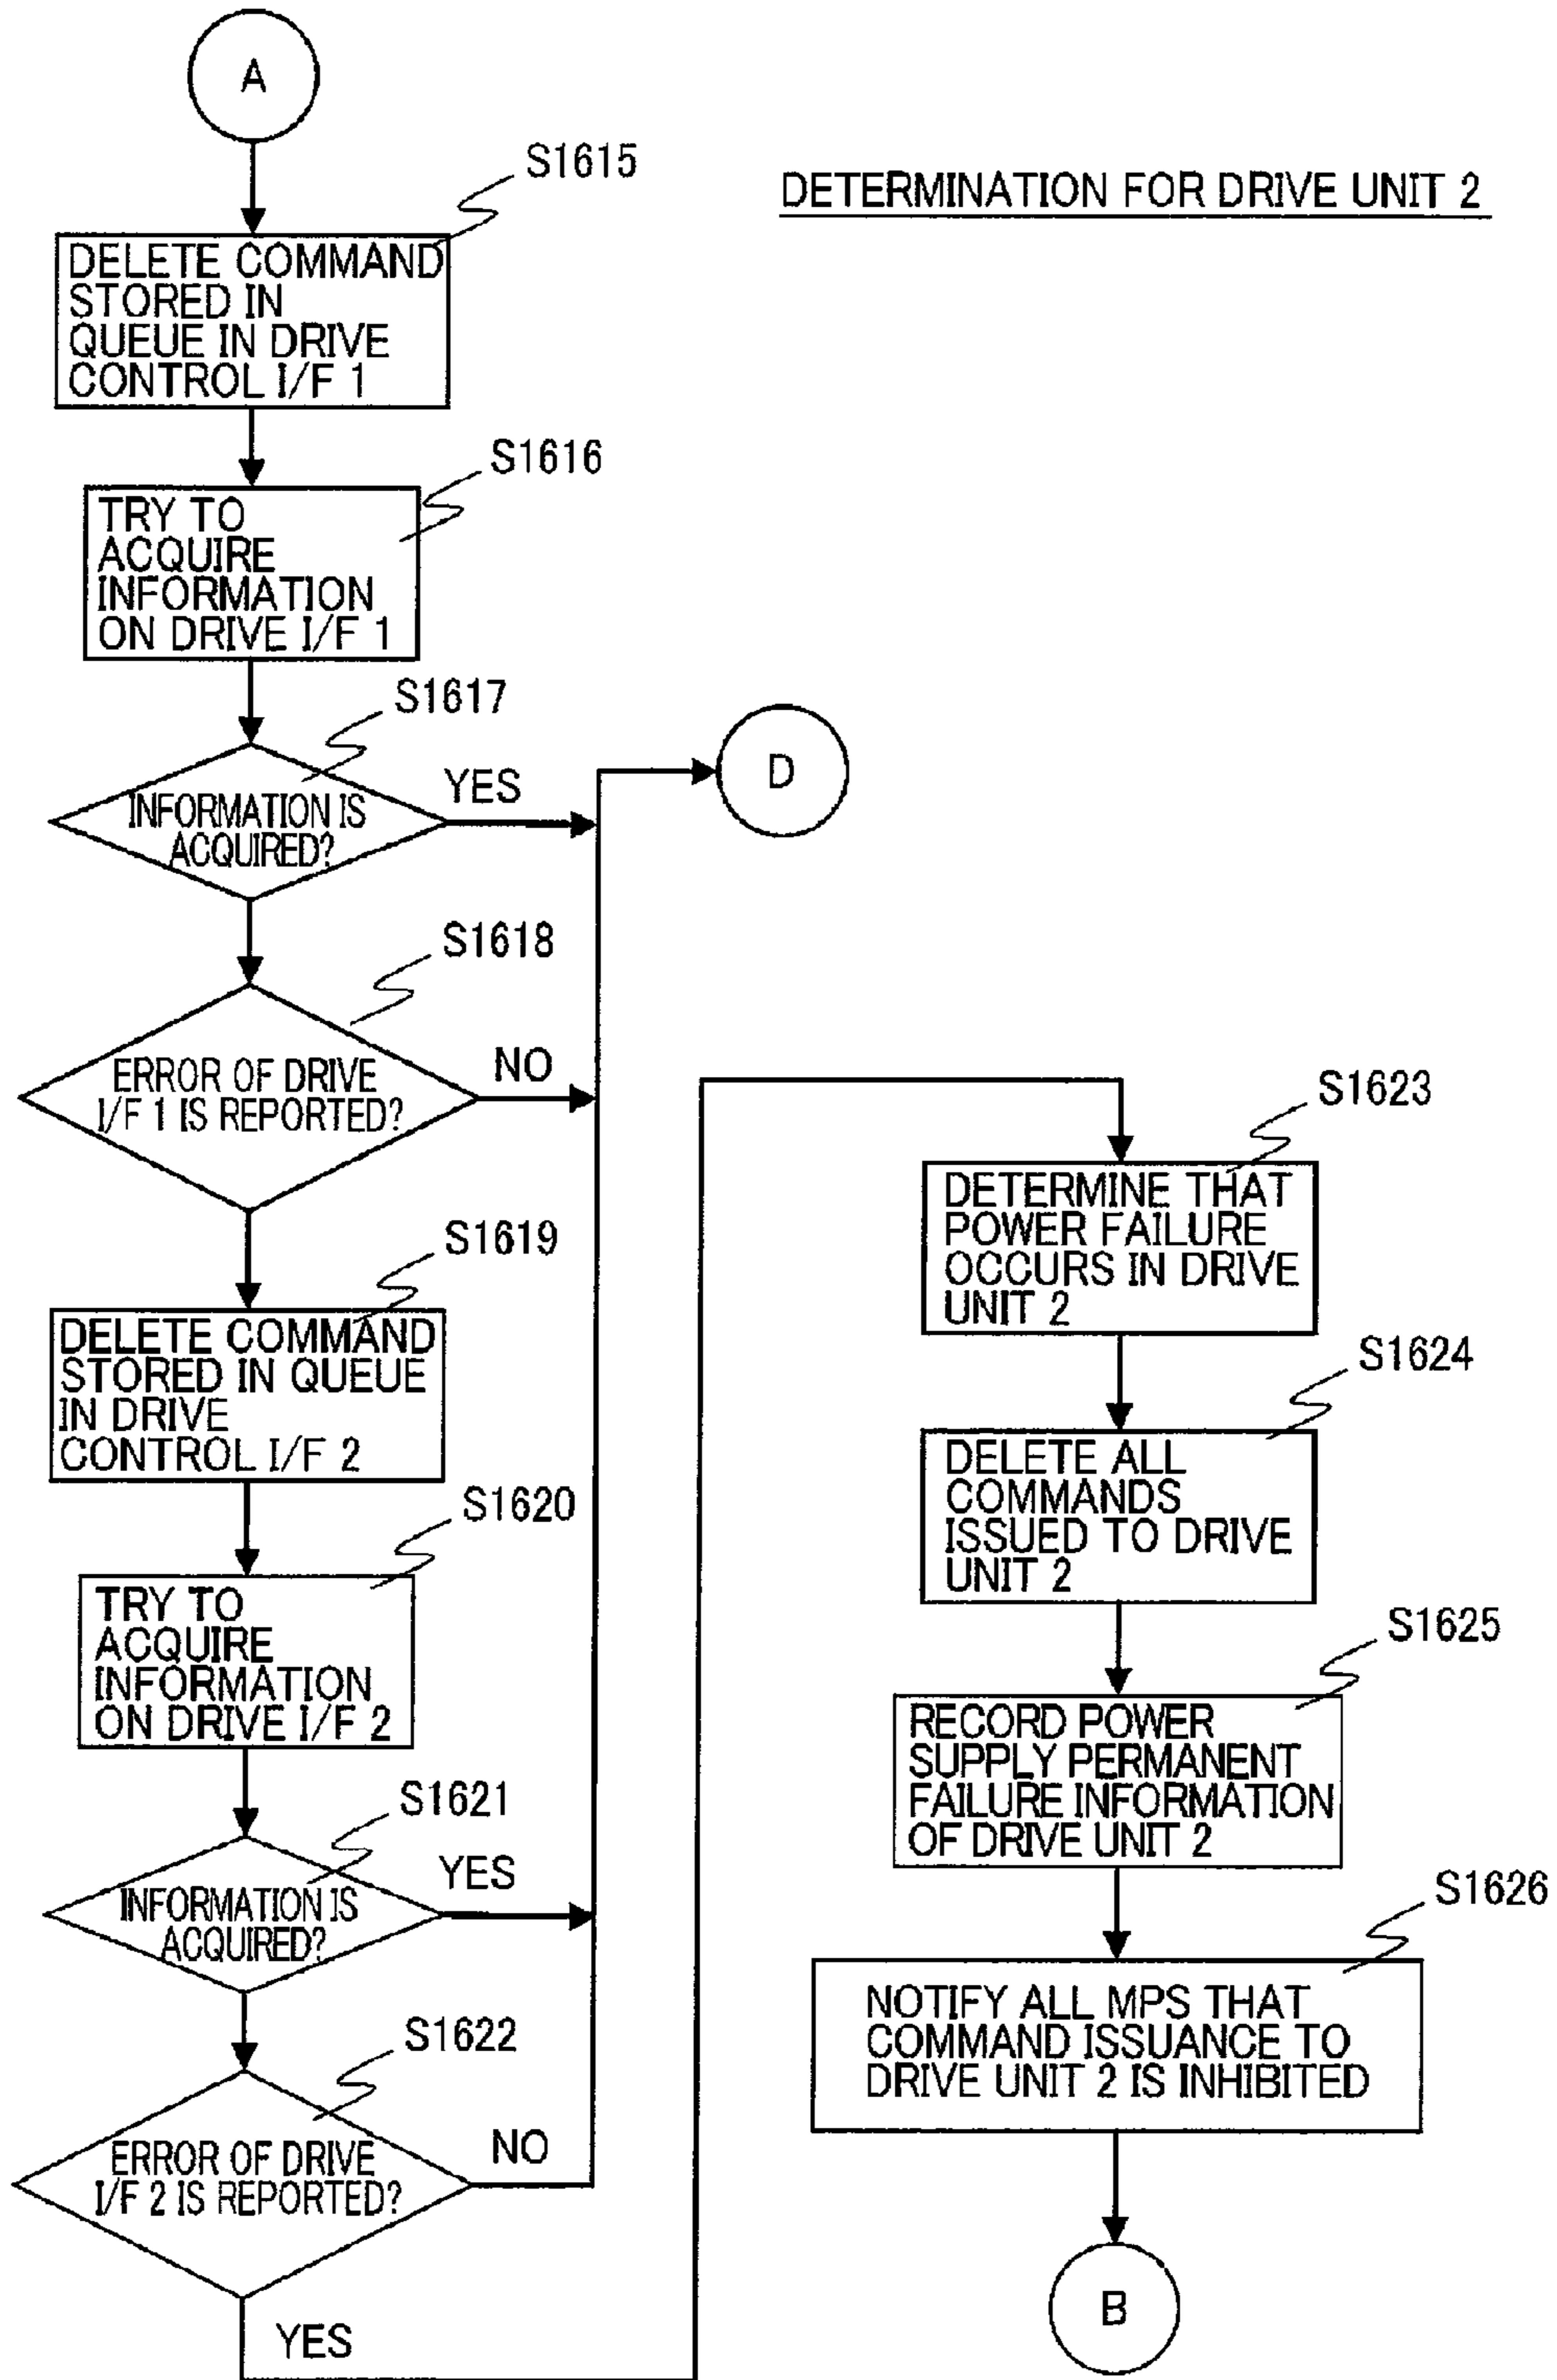 A
S1615
DETERMINATION FOR DRIVE UNIT 2
DELETE COMMAND
STORED IN
QUEUE IN DRIVE
CONTROL I/F 1
S1616
TRY TO
ACQUIRE
INFORMATION
ON DRIVE I/F 1
S1617
INFORMATION IS
ACQUIRED?
YES
D
S1618
ERROR OF DRIVE
I/F 1 IS REPORTED?
NO
S1619
DELETE COMMAND
STORED IN QUEUE
IN DRIVE
CONTROL I/F 2
S1620
TRY TO
ACQUIRE
INFORMATION
ON DRIVE I/F 2
S1621
INFORMATION IS
ACQUIRED?
YES
S1622
ERROR OF DRIVE
I/F 2 IS REPORTED?
NO
YES
S1623
DETERMINE THAT
POWER FAILURE
OCCURS IN DRIVE
UNIT 2
S1624
DELETE ALL
COMMANDS
ISSUED TO DRIVE
UNIT 2
S1625
RECORD POWER
SUPPLY PERMANENT
FAILURE INFORMATION
OF DRIVE UNIT 2
S1626
NOTIFY ALL MPS THAT
COMMAND ISSUANCE TO
DRIVE UNIT 2 IS INHIBITED
B